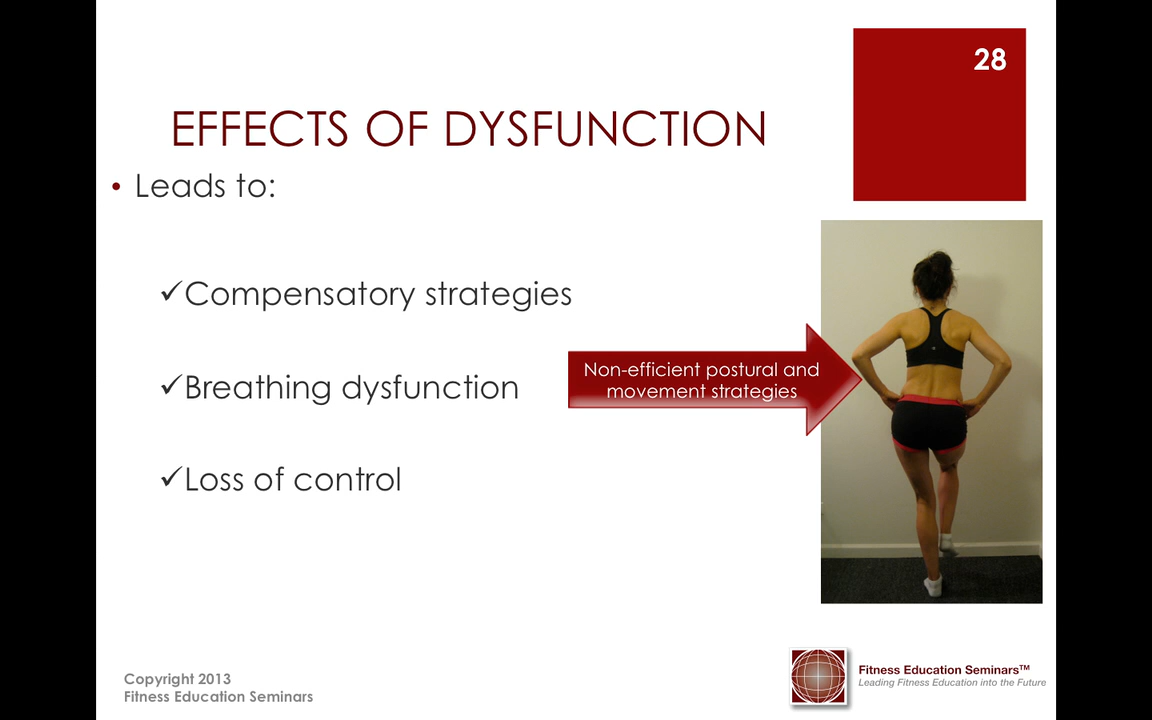 28
EFFECTS OF DYSFUNCTION
• Leads to:
✓Compensatory strategies
✓Breathing dysfunction
✓Loss of control
Non-efficient postural and
movement strategies
Copyright 2013
Fitness Education Seminars
Fitness Education Seminars™
Leading Fitness Education into the Future